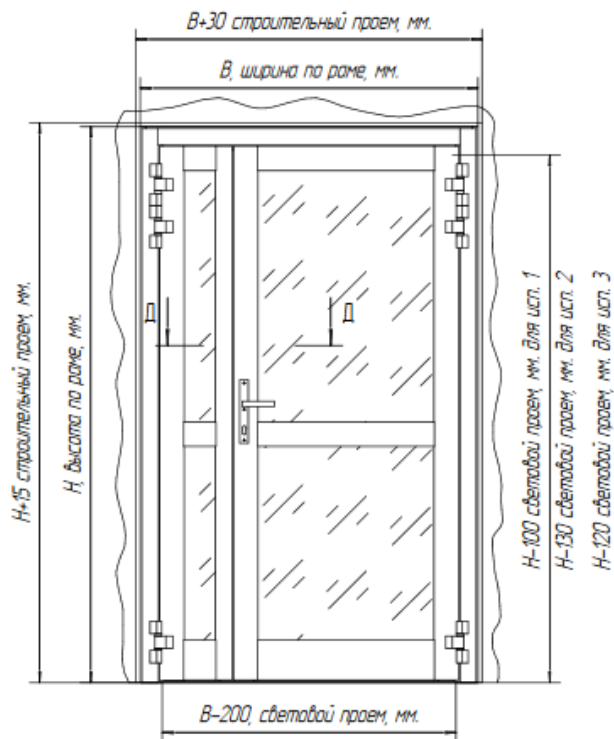 В+30 строительный проем, мм.
В, ширина по раме, мм.
Д
Д
Н+15 строительный проем, мм.
Н, высота по раме, мм.
Н-100 световой проем, мм. для исп. 1
Н-130 световой проем, мм. для исп. 2
Н-120 световой проем, мм. для исп. 3
В-200, световой проем, мм.